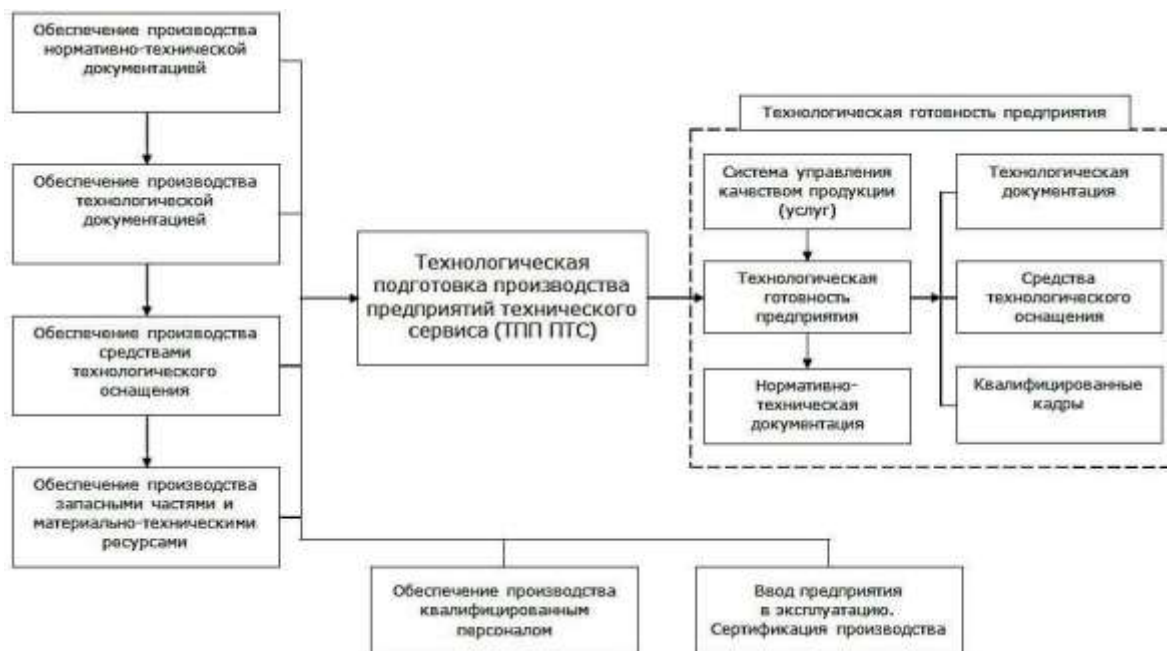 Обеспечение производства
нормативно-технической
документацией
Обеспечение производства
технологической
документацией
Обеспечение производства
средствами
технологического
оснащения
Обеспечение производства
запасными частями и
материально-техническими
ресурсами
Технологическая
подготовка производства
предприятий технического
сервиса (ТПП ПТС)
Обеспечение производства
квалифицированным
персоналом
Ввод предприятия
в эксплуатацию.
Сертификация производства
Технологическая готовность предприятия
Система управления
качеством продукции
(услуг)
Технологическая
готовность
предприятия
Нормативно-
техническая
документация
Технологическая
документация
Средства
технологического
оснащения
Квалифицированные
кадры